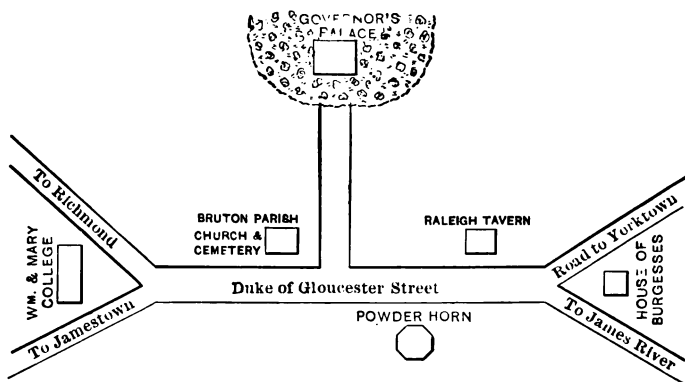 GOVERNOR'S
PALACE
To Richmond
WM. & MARY
COLLEGE
To Jamestown
BRUTON PARISH
CHURCH &
CEMETERY
RALEIGH TAVERN
Duke of Gloucester Street
POWDER HORN
Road to Yorktown
HOUSE OF
BURGESSES
To James River